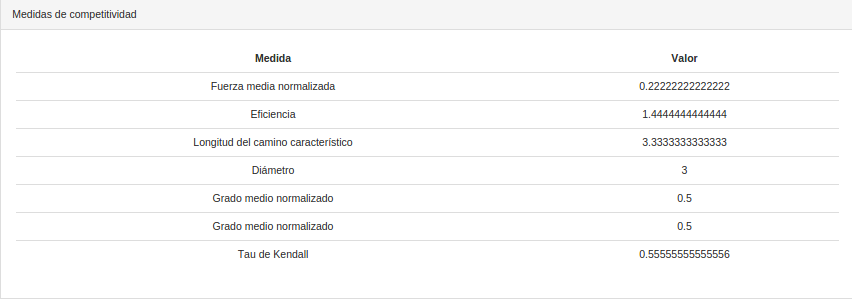 Medidas de competitividad
Medida Valor
Fuerza media normalizada 0.22222222222222
Eficiencia 1.4444444444444
Longitud del camino característico 3.3333333333333
Diámetro 3
Grado medio normalizado 0.5
Grado medio normalizado 0.5
Tau de Kendall 0.55555555555556